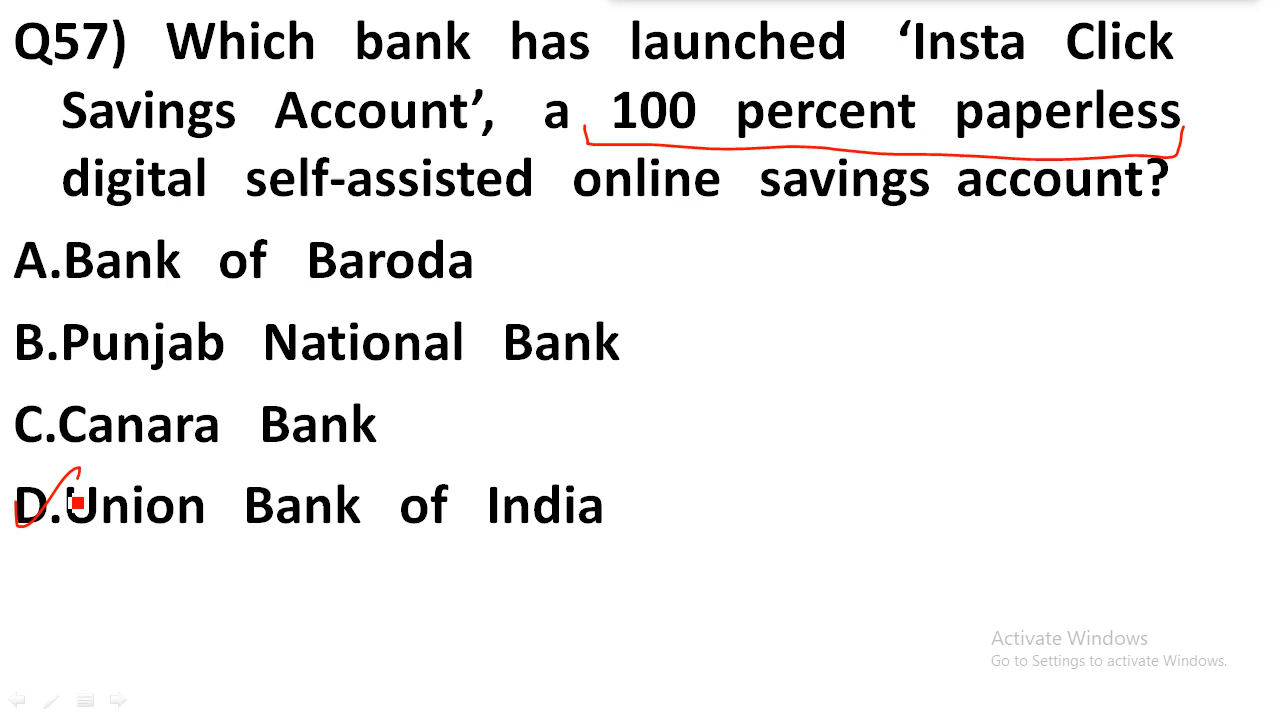 Q57) Which bank has launched ‘Insta Click
Savings Account’, a 100 percent paperless
digital self-assisted online savings account?
A.Bank of Baroda
B.Punjab National Bank
C.Canara Bank
D.Union Bank of India
Activate Windows
Go to Settings to activate Windows.